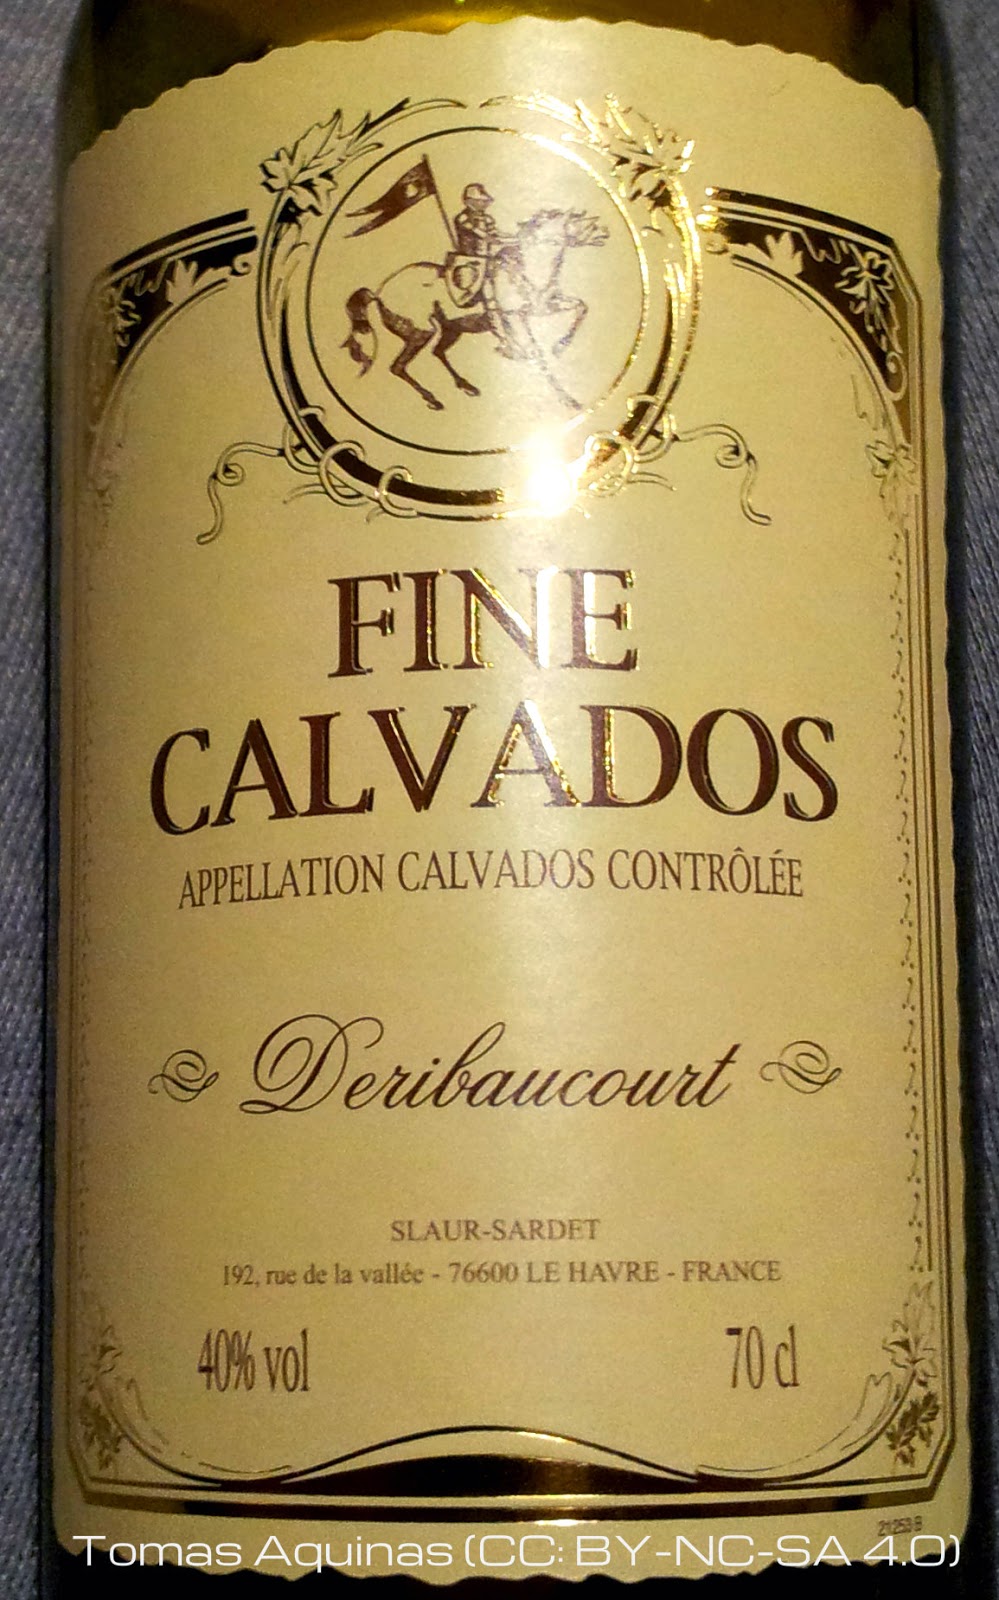 FINE
CALVADOS
APPELLATION CALVADOS CONTRÔLÉE
Deribaucourt
SLAUR-SARDET
192, rue de la vallée - 76600 LE HAVRE - FRANCE
40% vol 70 cl
21253 B
Tomas Aquinas (CC: BY-NC-SA 4.0)